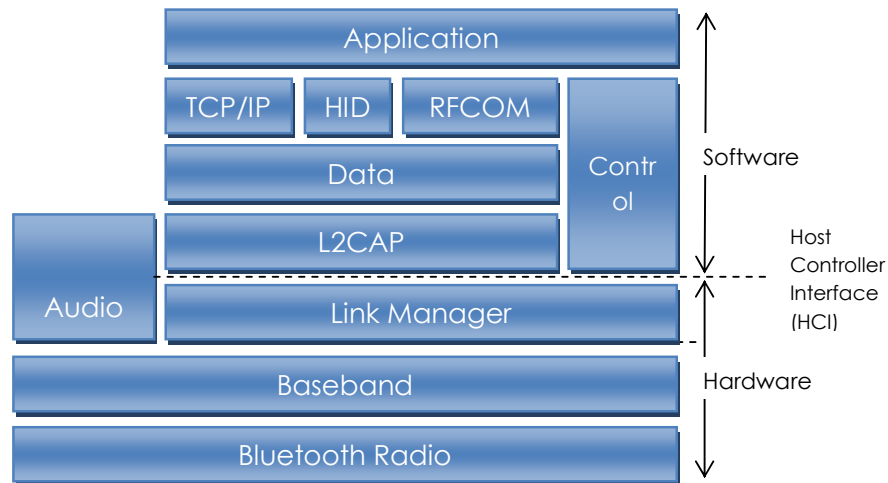 Application
TCP/IP
HID
RFCOM
Contr
ol
Software
Data
L2CAP
Host
Controller
Interface
(HCI)
Audio
Link Manager
Baseband
Hardware
Bluetooth Radio